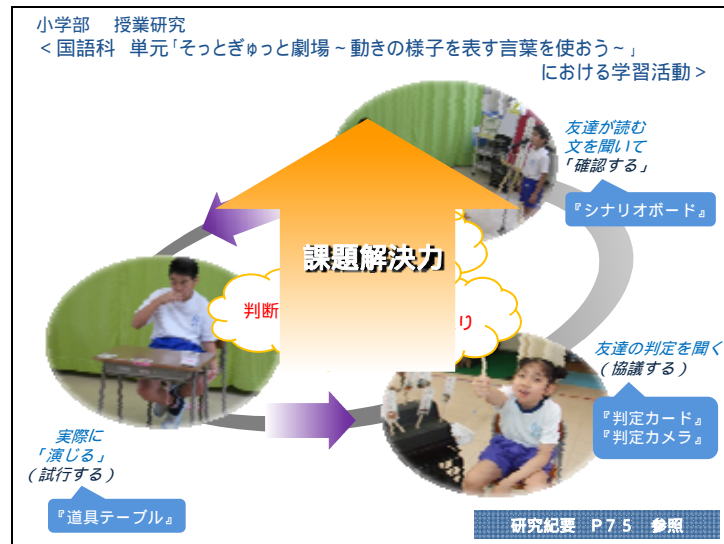 小学部　授業研究
＜国語科　単元「そっとぎゅっと劇場～動きの様子を表す言葉を使おう～」
における学習活動＞
友達が読む
文を聞いて
「確認する」
『シナリオボード』
課題解決力
判断
り
友達の判定を聞く
（協議する）
『判定カード』
『判定カメラ』
実際に
「演じる」
（試行する）
『道具テーブル』
研究紀要　Ｐ７５　参照